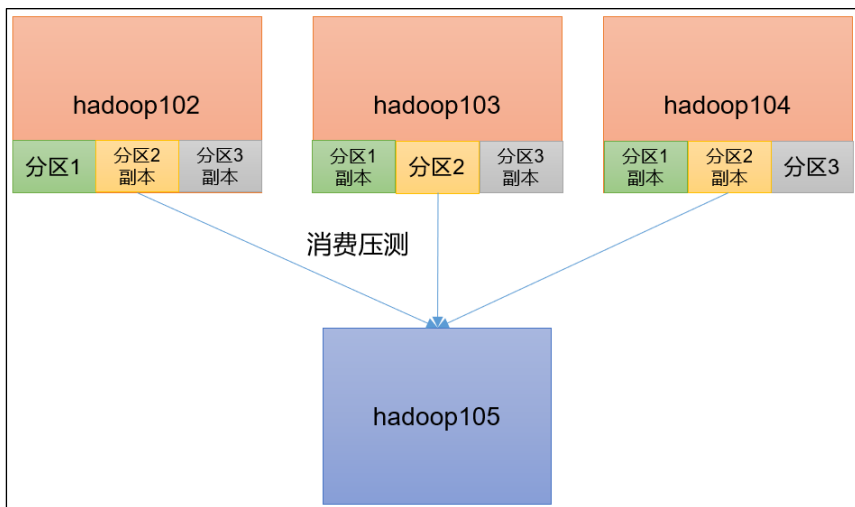 hadoop102
hadoop103
hadoop104
分区1
分区2
副本
分区3
副本
分区1
副本
分区2
分区3
副本
分区1
副本
分区2
副本
分区3
消费压测
hadoop105